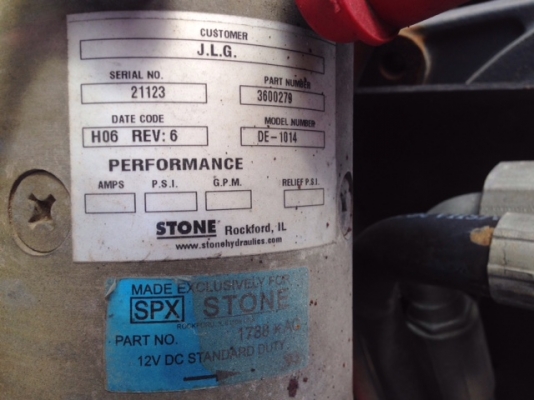 CUSTOMER
J.L.G.
SERIAL NO. PART NUMBER
21123 3600279
DATE CODE MODEL NUMBER
H06 REV: 6 DE-1014
PERFORMANCE
AMPS P.S.I. G.P.M. RELIEF P.S.I.
STONE Rockford, IL
www.stonehydraulics.com
MADE EXCLUSIVELY FOR
SPX STONE
PART NO. 1788
12V DC STANDARD DUTY